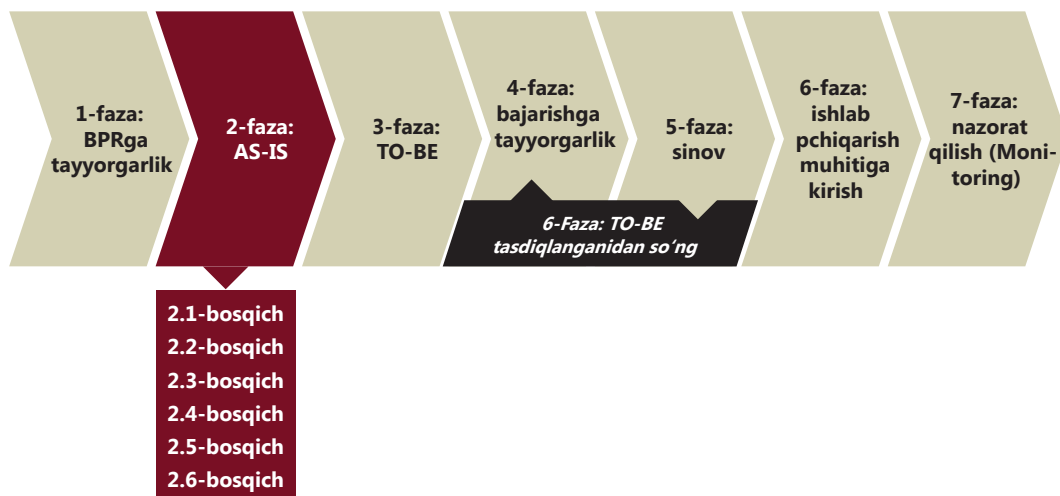 1-faza:
BPRga
tayyorgarlik
2-faza:
AS-IS
3-faza:
TO-BE
4-faza:
bajarishga
tayyorgarlik
5-faza:
sinov
6-faza:
ishlab
pchiqarish
muhitiga
kirish
7-faza:
nazorat
qilish (Moni-
toring)
6-Faza: TO-BE
tasdiqlanganidan so‘ng
2.1-bosqich
2.2-bosqich
2.3-bosqich
2.4-bosqich
2.5-bosqich
2.6-bosqich